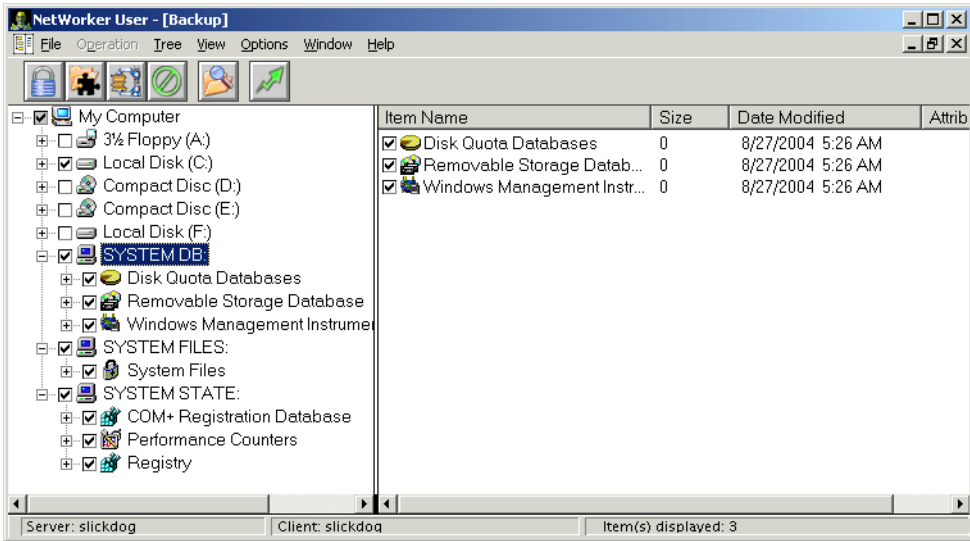 NetWorker User - [Backup]
File Operation Tree View Options Window Help
My Computer
3½ Floppy (A:)
Local Disk (C:)
Compact Disc (D:)
Compact Disc (E:)
Local Disk (F:)
SYSTEM DB:
Disk Quota Databases
Removable Storage Database
Windows Management Instrumen
SYSTEM FILES:
System Files
SYSTEM STATE:
COM+ Registration Database
Performance Counters
Registry
Item Name Size Date Modified Attrib
Disk Quota Databases 0 8/27/2004 5:26 AM
Removable Storage Datab... 0 8/27/2004 5:26 AM
Windows Management Instr... 0 8/27/2004 5:26 AM
Server: slickdog Client: slickdog Item(s) displayed: 3